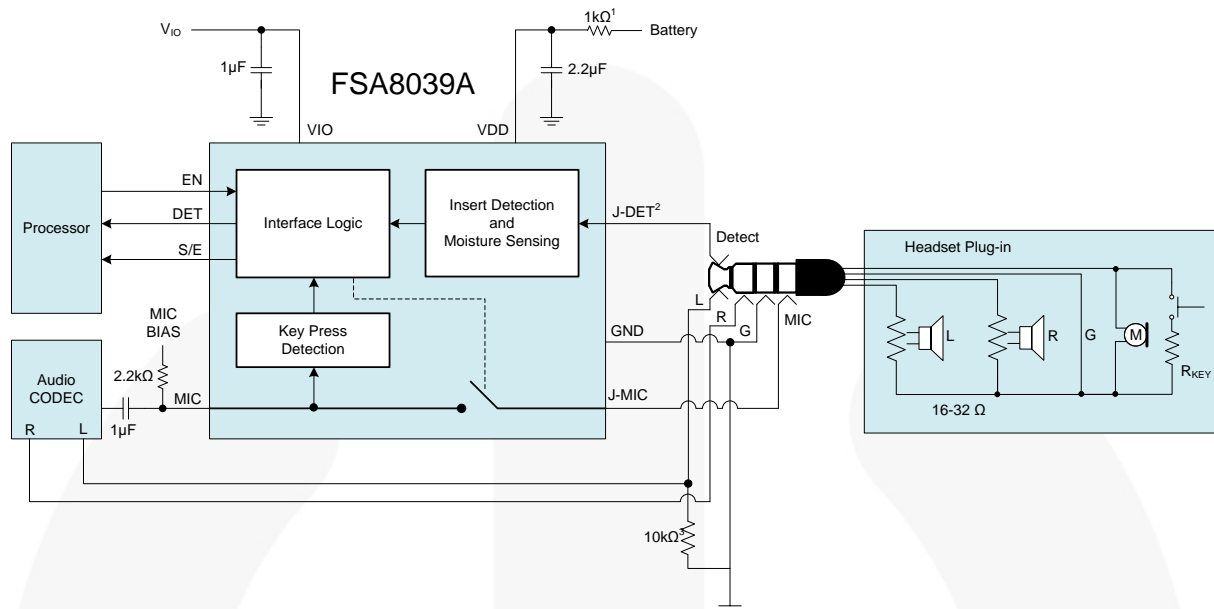 V_IO
1kΩ¹
Battery
1µF
2.2µF
FSA8039A
VIO
VDD
Processor
EN
DET
S/E
Interface Logic
Insert Detection
and
Moisture Sensing
J-DET²
Detect
Headset Plug-in
L
R
G
MIC
GND
L
R
G
M
R_KEY
16-32 Ω
Key Press
Detection
MIC
BIAS
2.2kΩ
Audio
CODEC
MIC
1µF
J-MIC
R
L
10kΩ³